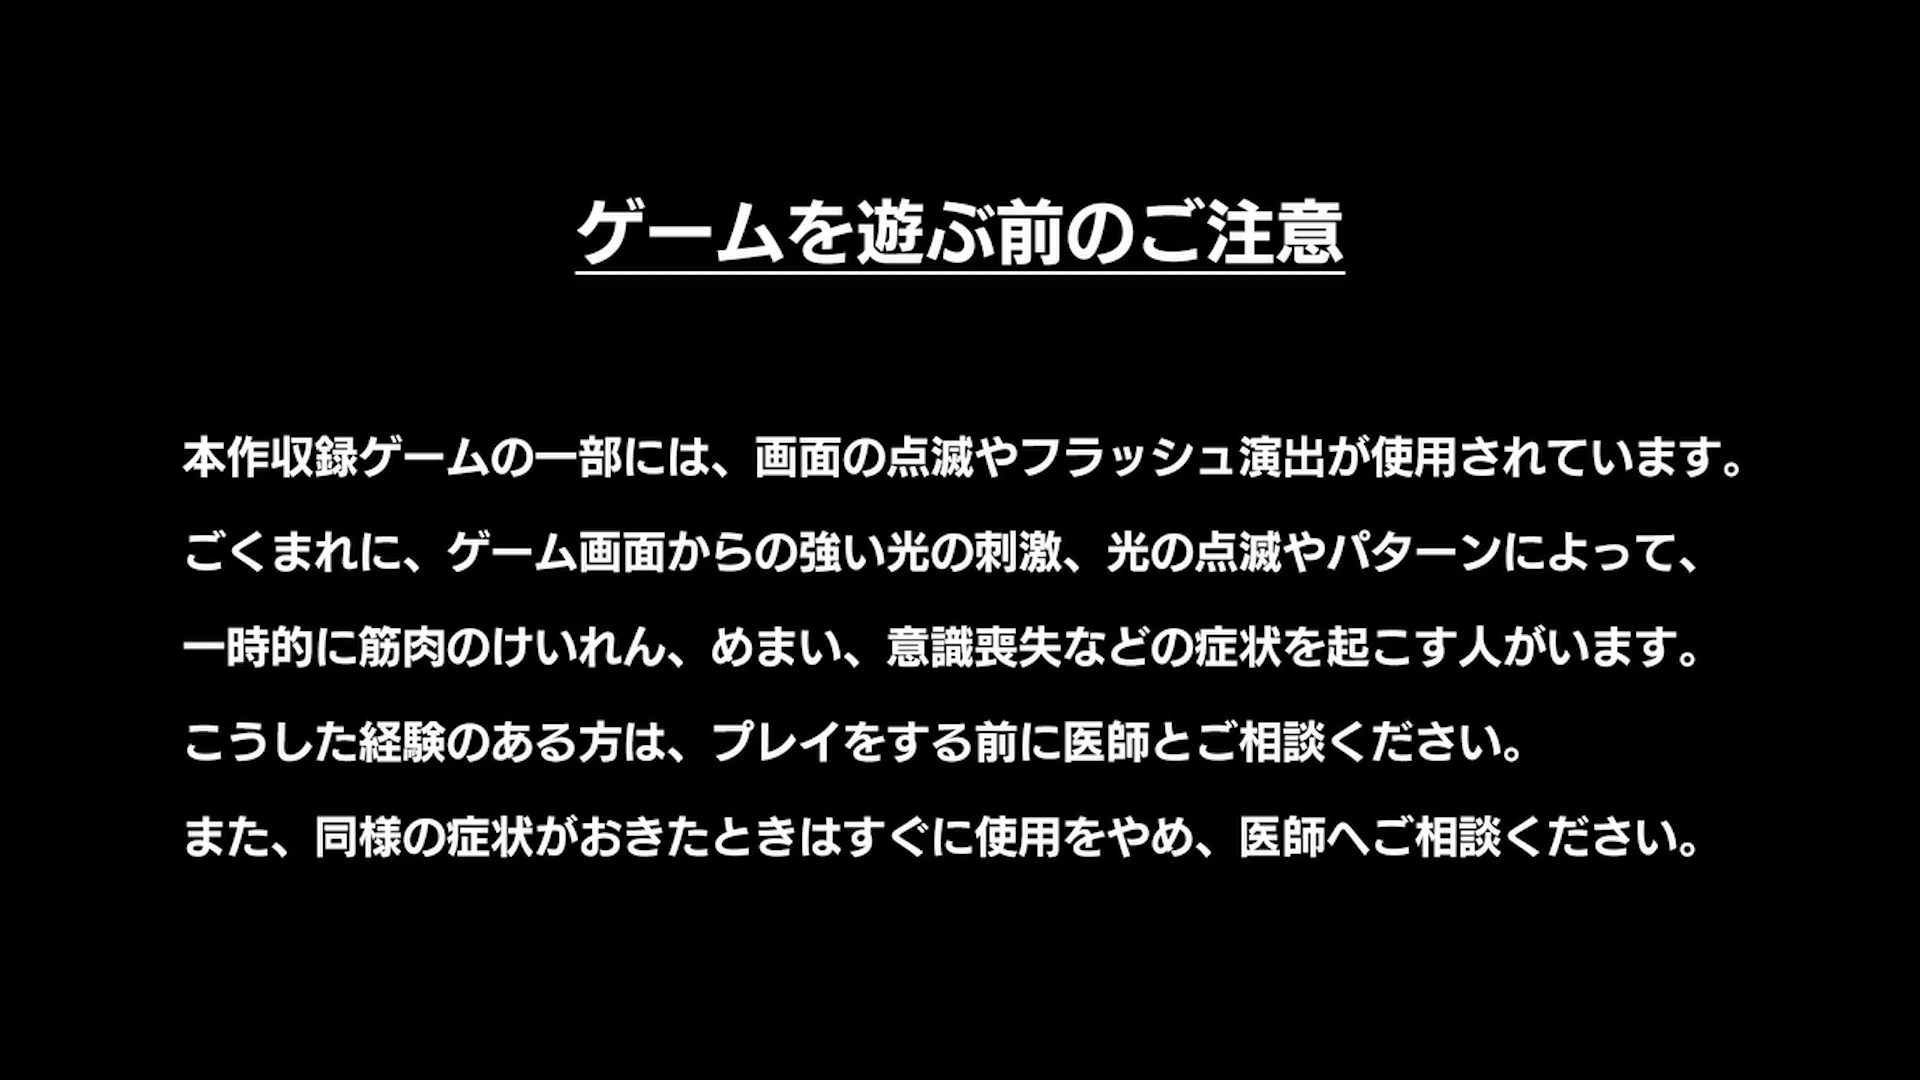 ゲームを遊ぶ前のご注意
本作収録ゲームの一部には、画面の点滅やフラッシュ演出が使用されています。
ごくまれに、ゲーム画面からの強い光の刺激、光の点滅やパターンによって、
一時的に筋肉のけいれん、めまい、意識喪失などの症状を起こす人がいます。
こうした経験のある方は、プレイをする前に医師とご相談ください。
また、同様の症状がおきたときはすぐに使用をやめ、医師へご相談ください。